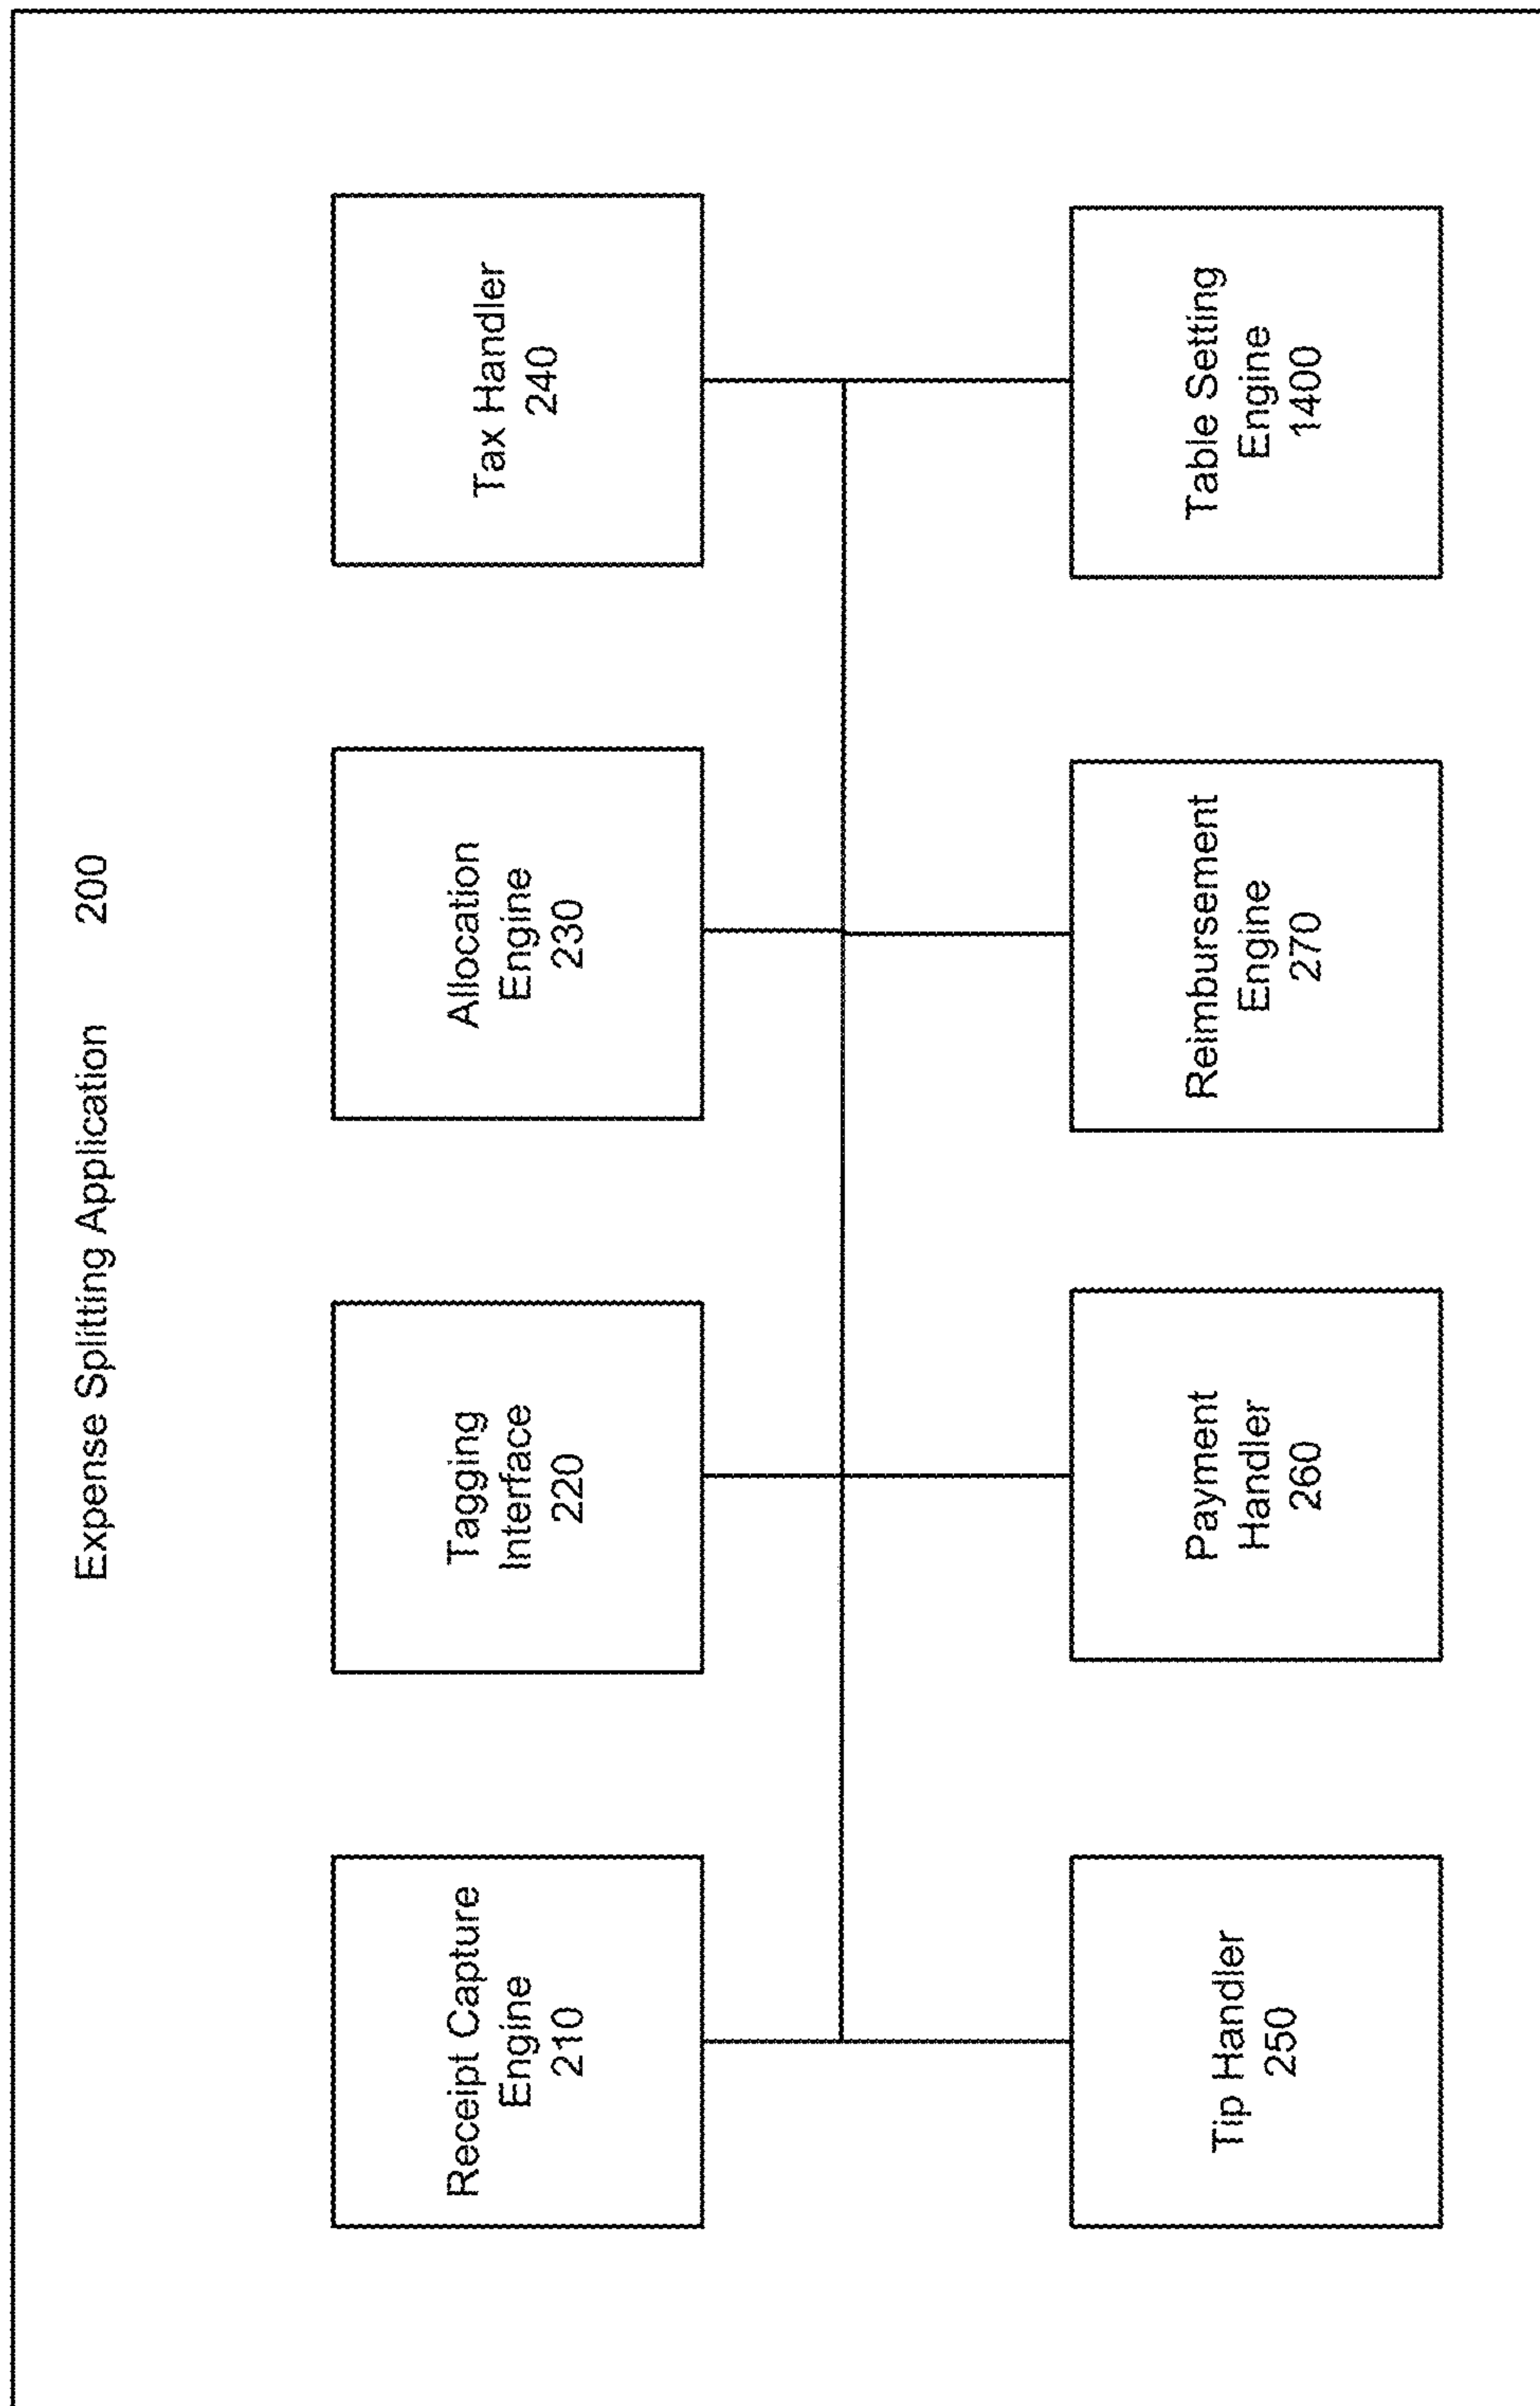 Expense Splitting Application 200
Receipt Capture
Engine
210
Tagging
Interface
220
Allocation
Engine
230
Tax Handler
240
Tip Handler
250
Payment
Handler
260
Reimbursement
Engine
270
Table Setting
Engine
1400